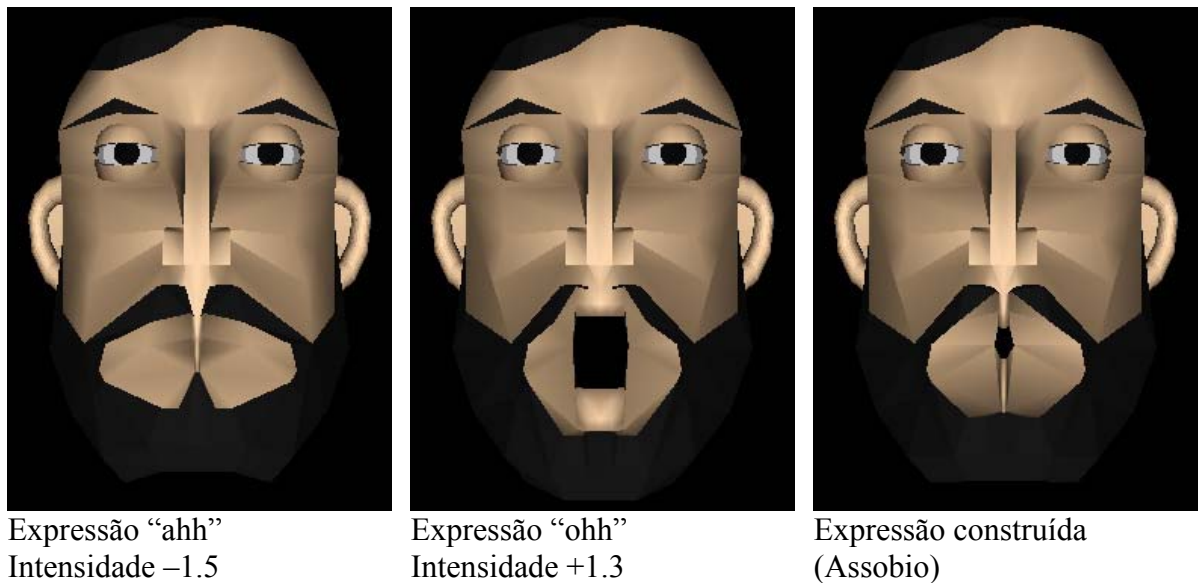 Expressão “ahh”
Intensidade –1.5
Expressão “ohh”
Intensidade +1.3
Expressão construída
(Assobio)